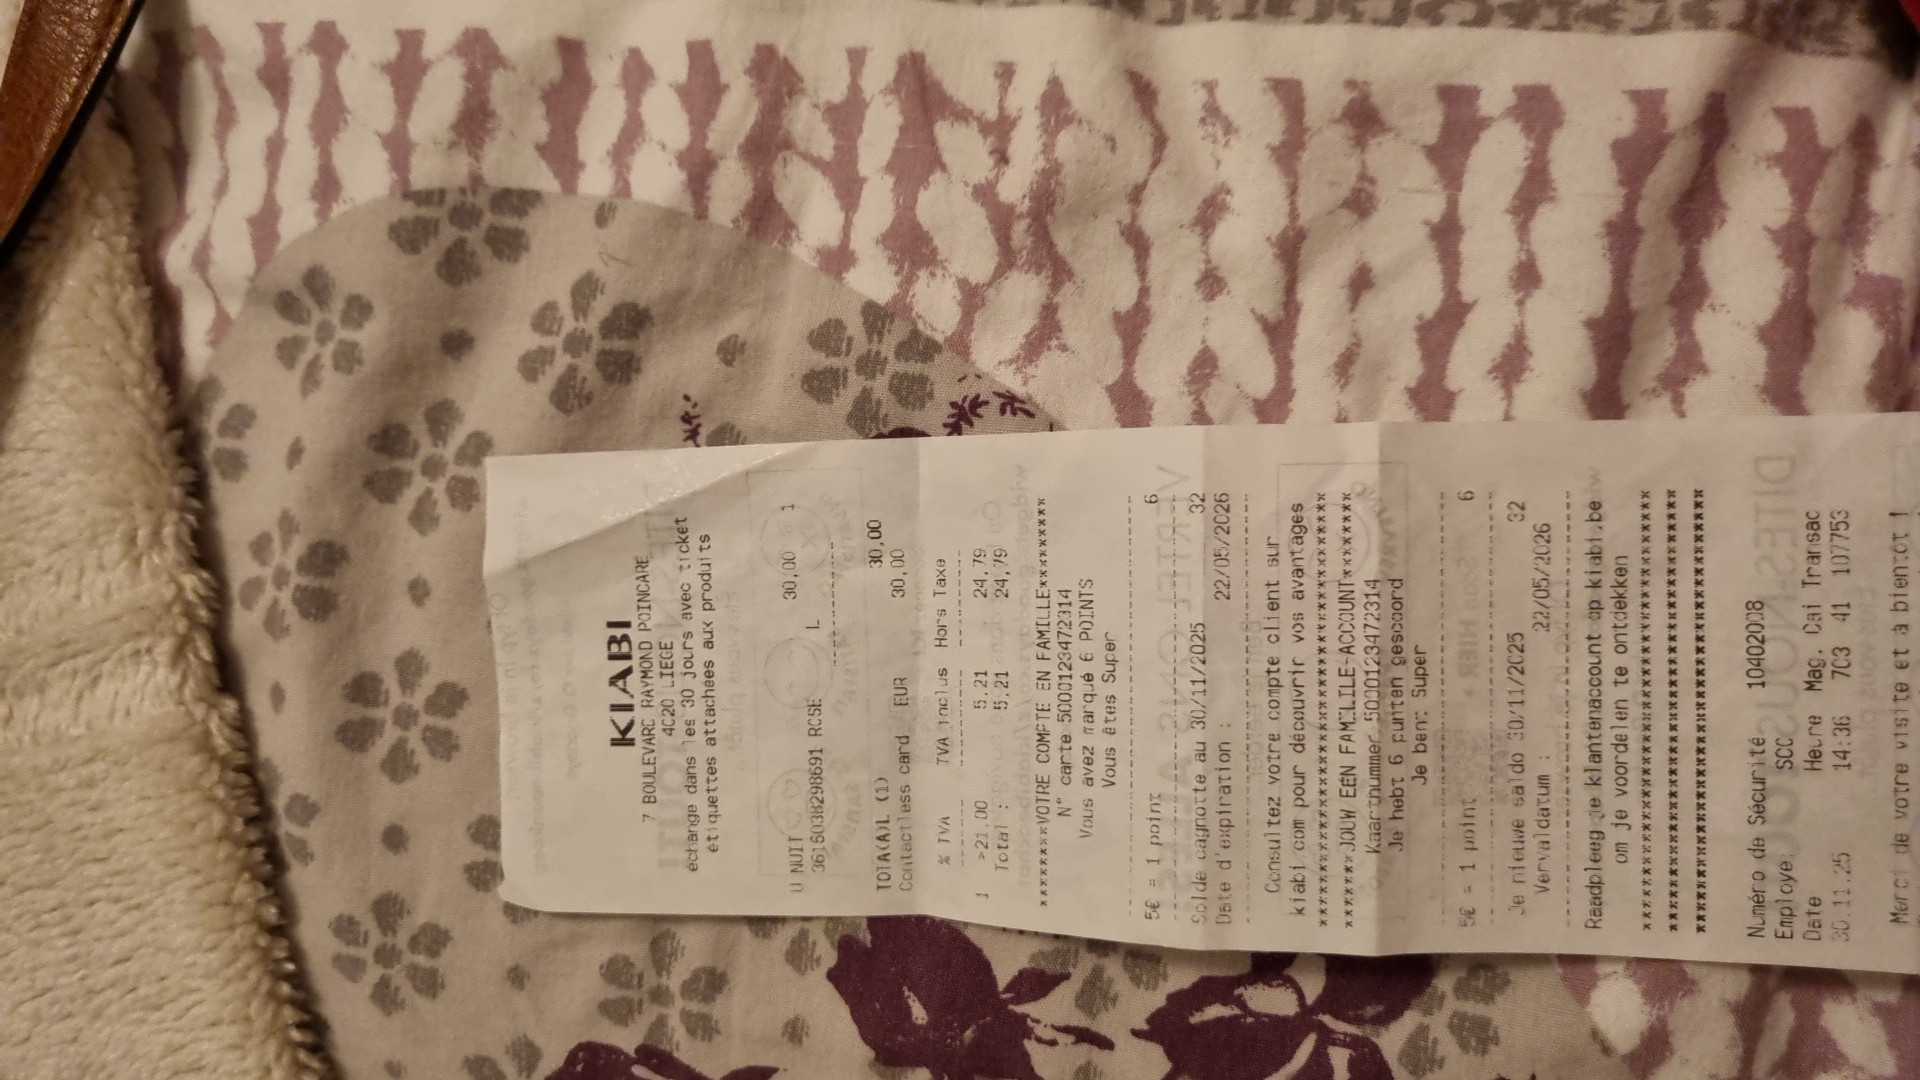 KIABI
7 BOULEVARC RAYMOND POINCARE
4C20 LIEGE
échange dans les 30 jours avec ticket
étiquettes attachées aux produits
U NUIT 30,00 1
3615038298691 ROSE L
TOTA(A)L (1) 30,00
Contactless card EUR 30,00
% TVA TVA inclus Hors Taxe
1 >21.00 5,21 24,79
Total : 5,21 24,79
********VOTRE COMPTE EN FAMILLE*********
N° carte 5000123472314
Vous avez marqué 6 POINTS
Vous êtes Super
5€ = 1 point 6
Solde cagnotte au 30/11/2025 32
Date d'expiration : 22/05/2026
Consultez votre compte client sur
kiabi.com pour découvrir vos avantages
*******JOUW EEN FAMILILE-ACCOUNT*******
Kaartnummer 5000123472314
Je hebt 6 punten gescoord
Je bent Super
5€ = 1 point 6
Je nieuwe saldo 30/11/2025 32
Vervaldatum : 22/05/2026
Raadpleeg je klantenaccount op kiabi.be
om je voordelen te ontdekken
Numéro de Sécurité 10402008
Employe: SCC
Date Heure Mag. Cai Transac
30.11.25 14:36 703 41 107753
Merci de votre visite et à bientôt !